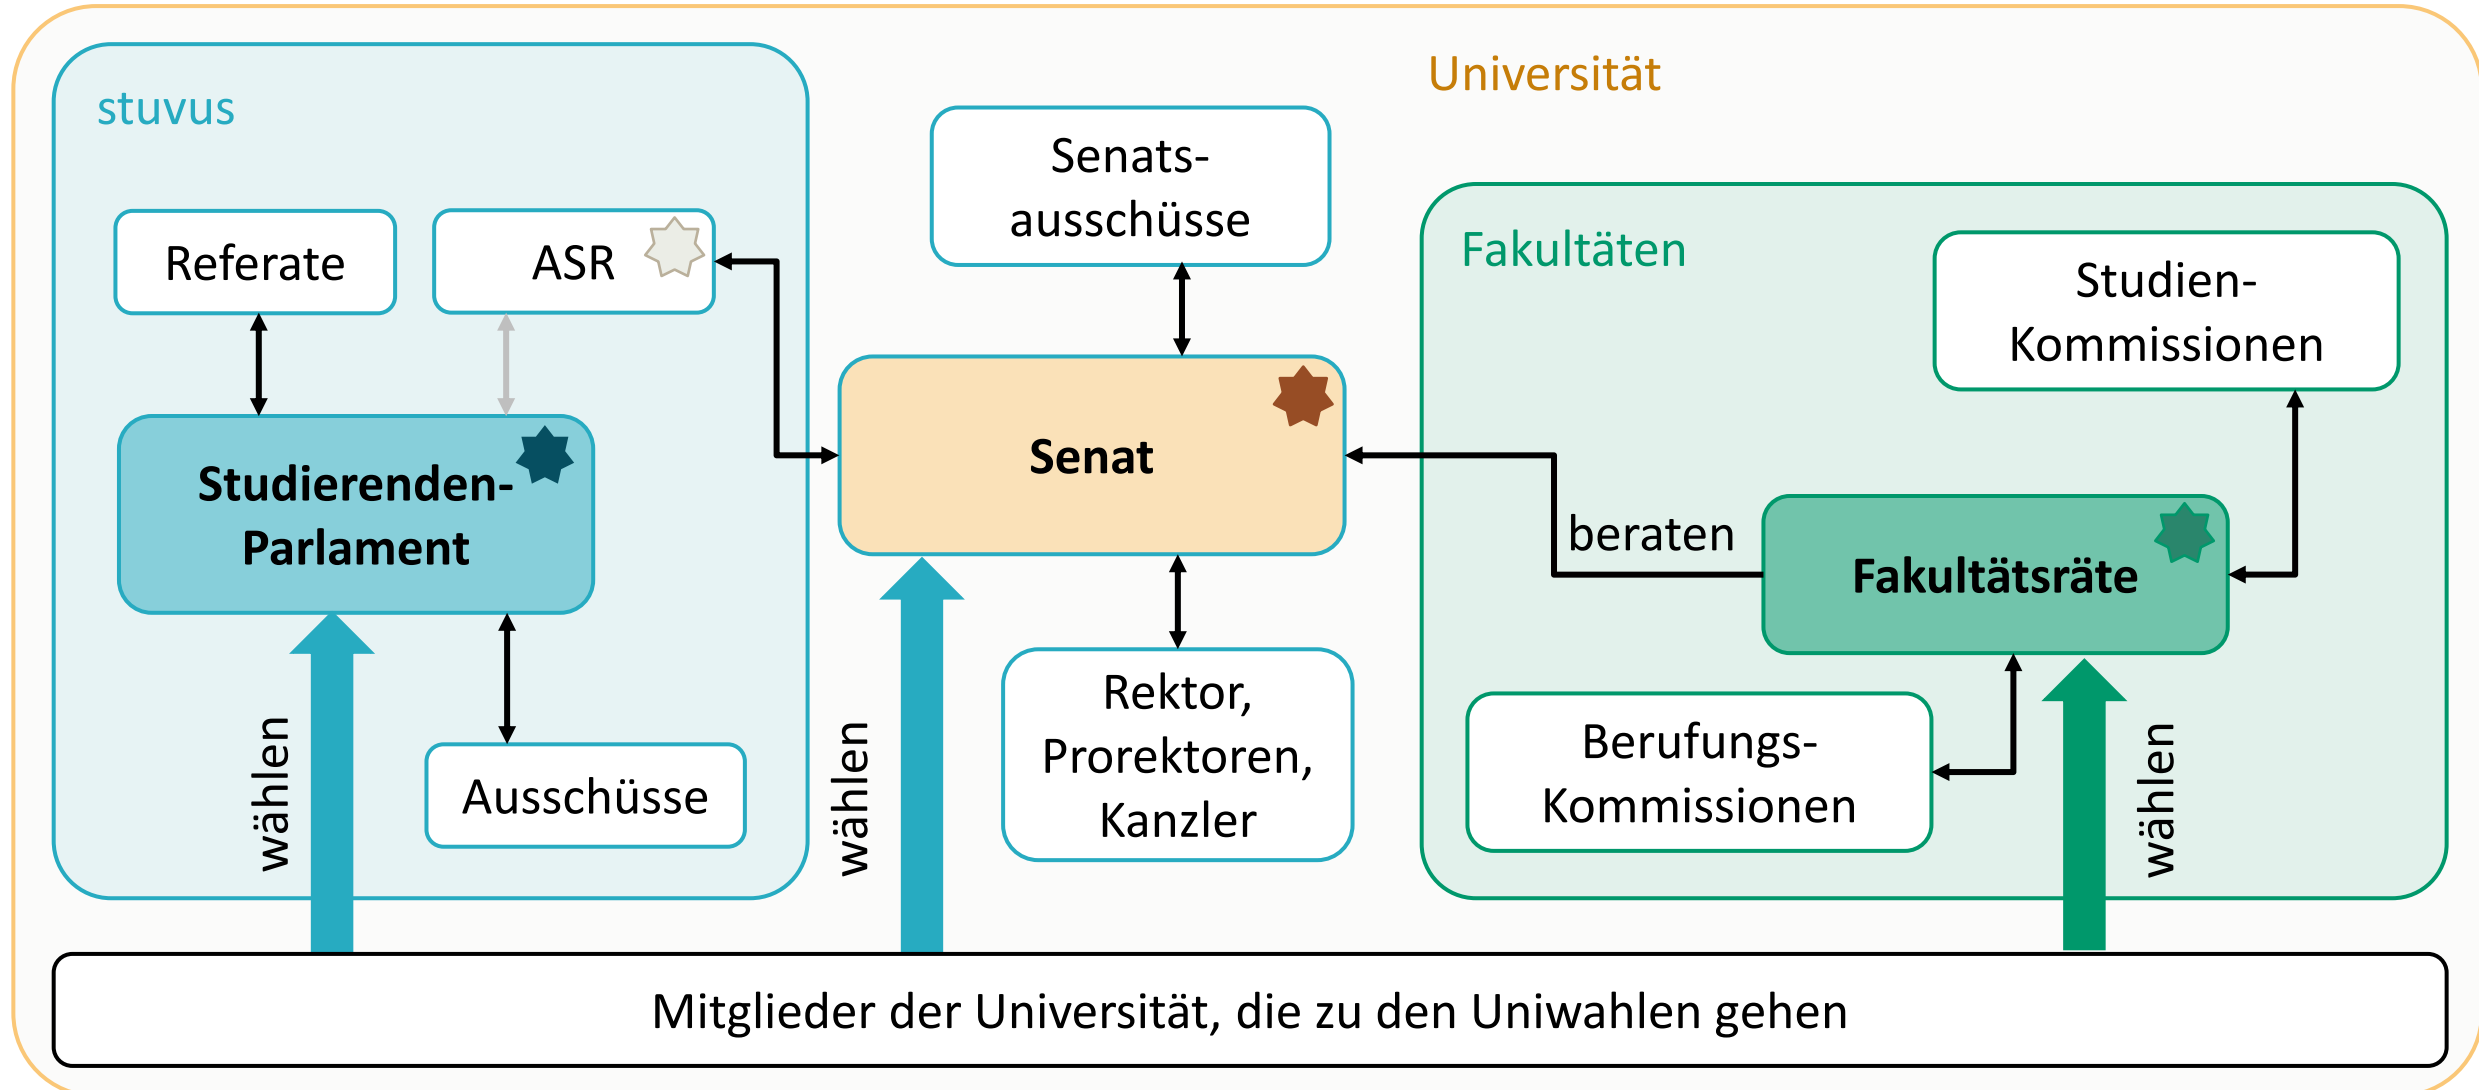 Universität
stuvus
Referate
ASR
Studierenden-
Parlament
Ausschüsse
wählen
Senats-
ausschüsse
Senat
Rektor,
Prorektoren,
Kanzler
wählen
Fakultäten
Studien-
Kommissionen
beraten
Fakultätsräte
Berufungs-
Kommissionen
wählen
Mitglieder der Universität, die zu den Uniwahlen gehen